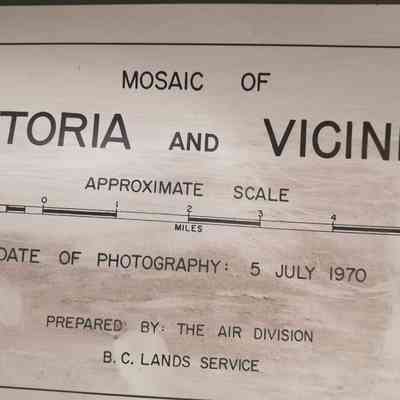 MOSAIC OF
TORIA AND VICINI
APPROXIMATE SCALE
0 1 2 3 4
MILES
DATE OF PHOTOGRAPHY: 5 JULY 1970
PREPARED BY: THE AIR DIVISION
B.C. LANDS SERVICE